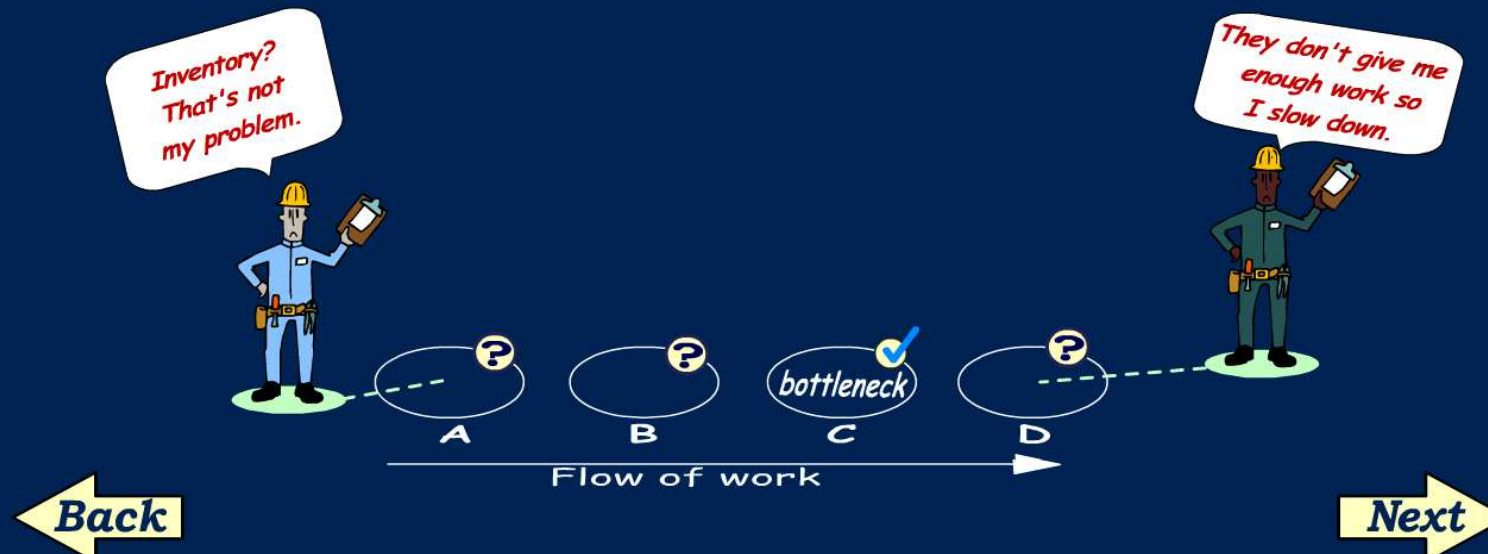 Inventory?
That's not
my problem.
They don't give me
enough work so
I slow down.
?
?
?
bottleneck
A
B
C
D
Flow of work
Back
Next